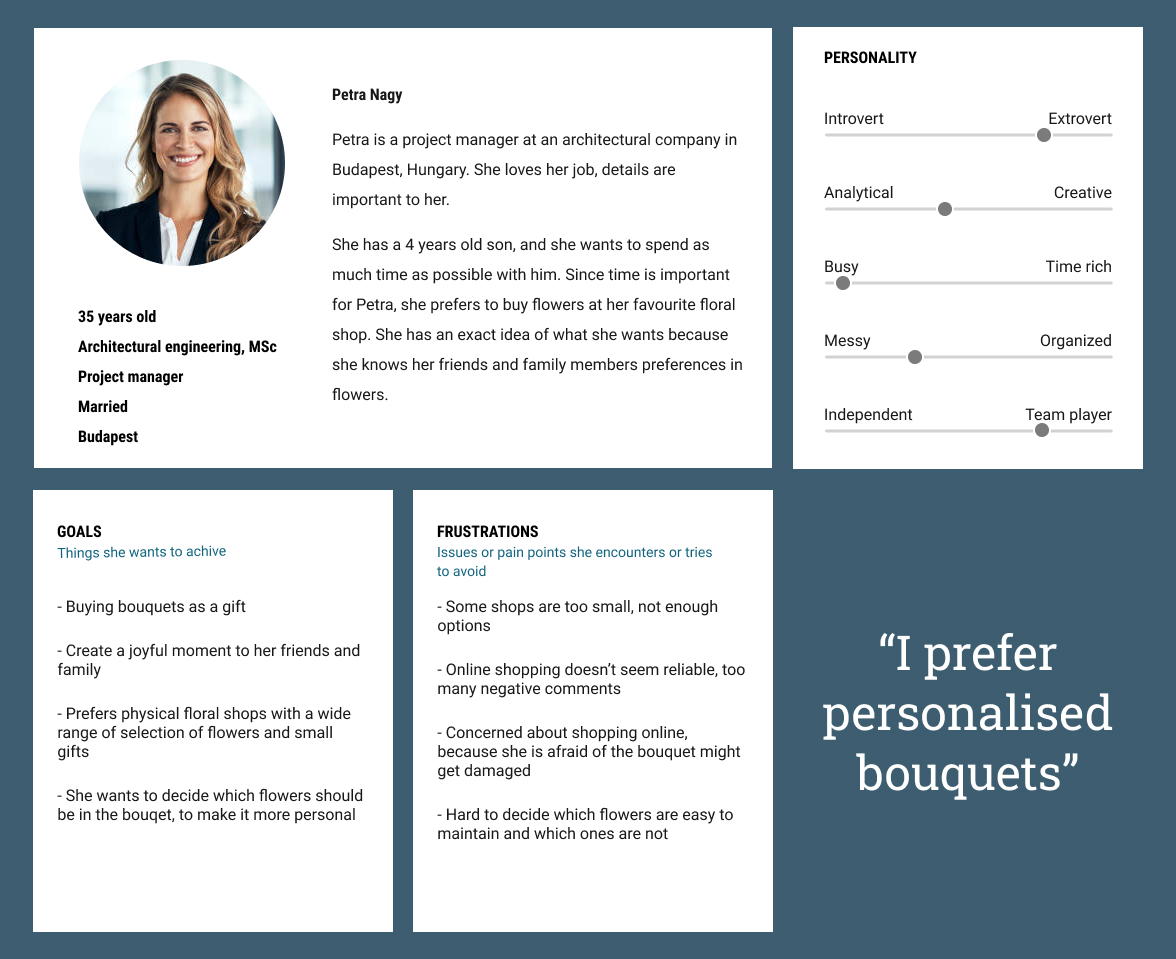 Petra Nagy
Petra is a project manager at an architectural company in
Budapest, Hungary. She loves her job, details are
important to her.
She has a 4 years old son, and she wants to spend as
much time as possible with him. Since time is important
for Petra, she prefers to buy flowers at her favourite floral
shop. She has an exact idea of what she wants because
she knows her friends and family members preferences in
flowers.
35 years old
Architectural engineering, MSc
Project manager
Married
Budapest
PERSONALITY
Introvert Extrovert
Analytical Creative
Busy Time rich
Messy Organized
Independent Team player
GOALS
Things she wants to achive
- Buying bouquets as a gift
- Create a joyful moment to her friends and
family
- Prefers physical floral shops with a wide
range of selection of flowers and small
gifts
- She wants to decide which flowers should
be in the bouqet, to make it more personal
FRUSTRATIONS
Issues or pain points she encounters or tries
to avoid
- Some shops are too small, not enough
options
- Online shopping doesn’t seem reliable, too
many negative comments
- Concerned about shopping online,
because she is afraid of the bouquet might
get damaged
- Hard to decide which flowers are easy to
maintain and which ones are not
“I prefer
personalised
bouquets”